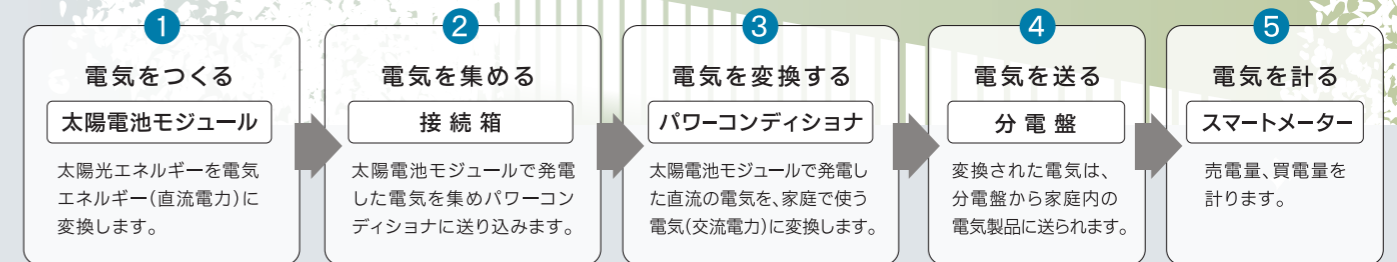 1
電気をつくる
太陽電池モジュール
太陽光エネルギーを電気
エネルギー(直流電力)に
変換します。
2
電気を集める
接続箱
太陽電池モジュールで発電
した電気を集めパワーコン
ディショナに送り込みます。
3
電気を変換する
パワーコンディショナ
太陽電池モジュールで発電し
た直流の電気を、家庭で使う
電気(交流電力)に変換します。
4
電気を送る
分電盤
変換された電気は、
分電盤から家庭内の
電気製品に送られます。
5
電気を計る
スマートメーター
売電量、買電量を
計ります。